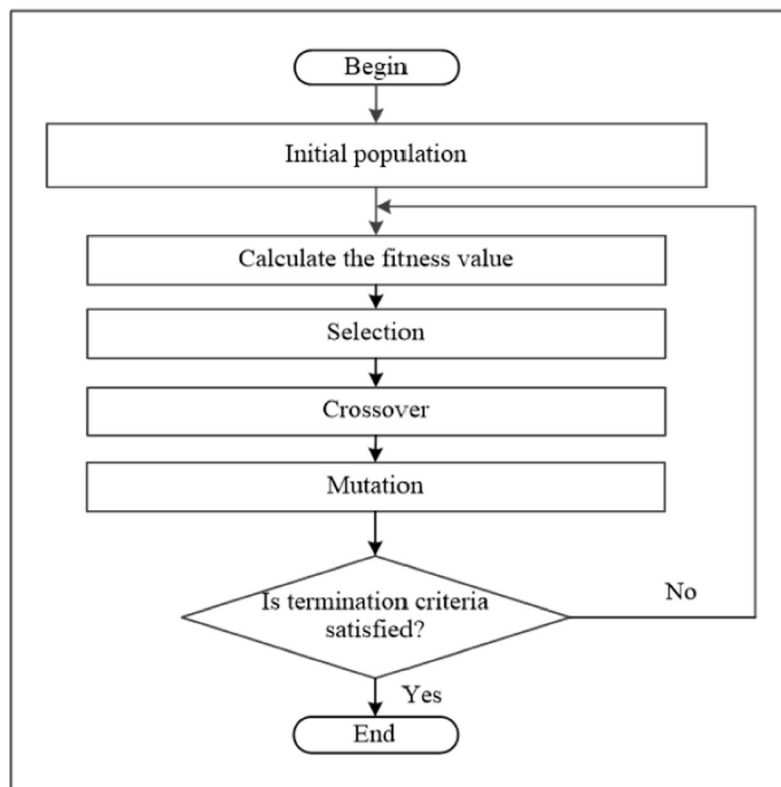 Begin
Initial population
Calculate the fitness value
Selection
Crossover
Mutation
Is termination criteria
satisfied?
No
Yes
End